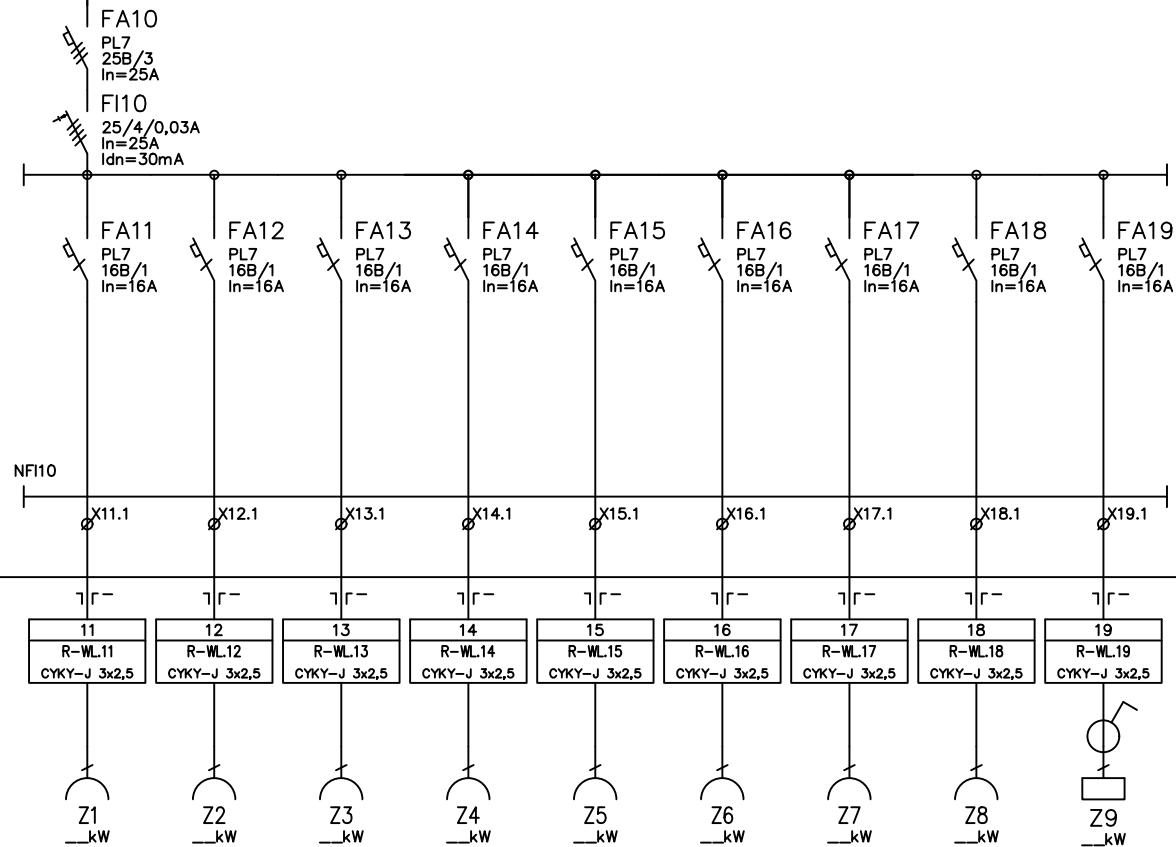 FA10
PL7
25B/3
In=25A
FI10
25/4/0,03A
In=25A
Idn=30mA
FA11
PL7
16B/1
In=16A
FA12
PL7
16B/1
In=16A
FA13
PL7
16B/1
In=16A
FA14
PL7
16B/1
In=16A
FA15
PL7
16B/1
In=16A
FA16
PL7
16B/1
In=16A
FA17
PL7
16B/1
In=16A
FA18
PL7
16B/1
In=16A
FA19
PL7
16B/1
In=16A
NFI10
X11.1
X12.1
X13.1
X14.1
X15.1
X16.1
X17.1
X18.1
X19.1
11
R-WL.11
CYKY-J 3x2,5
12
R-WL.12
CYKY-J 3x2,5
13
R-WL.13
CYKY-J 3x2,5
14
R-WL.14
CYKY-J 3x2,5
15
R-WL.15
CYKY-J 3x2,5
16
R-WL.16
CYKY-J 3x2,5
17
R-WL.17
CYKY-J 3x2,5
18
R-WL.18
CYKY-J 3x2,5
19
R-WL.19
CYKY-J 3x2,5
Z1
__kW
Z2
__kW
Z3
__kW
Z4
__kW
Z5
__kW
Z6
__kW
Z7
__kW
Z8
__kW
Z9
__kW